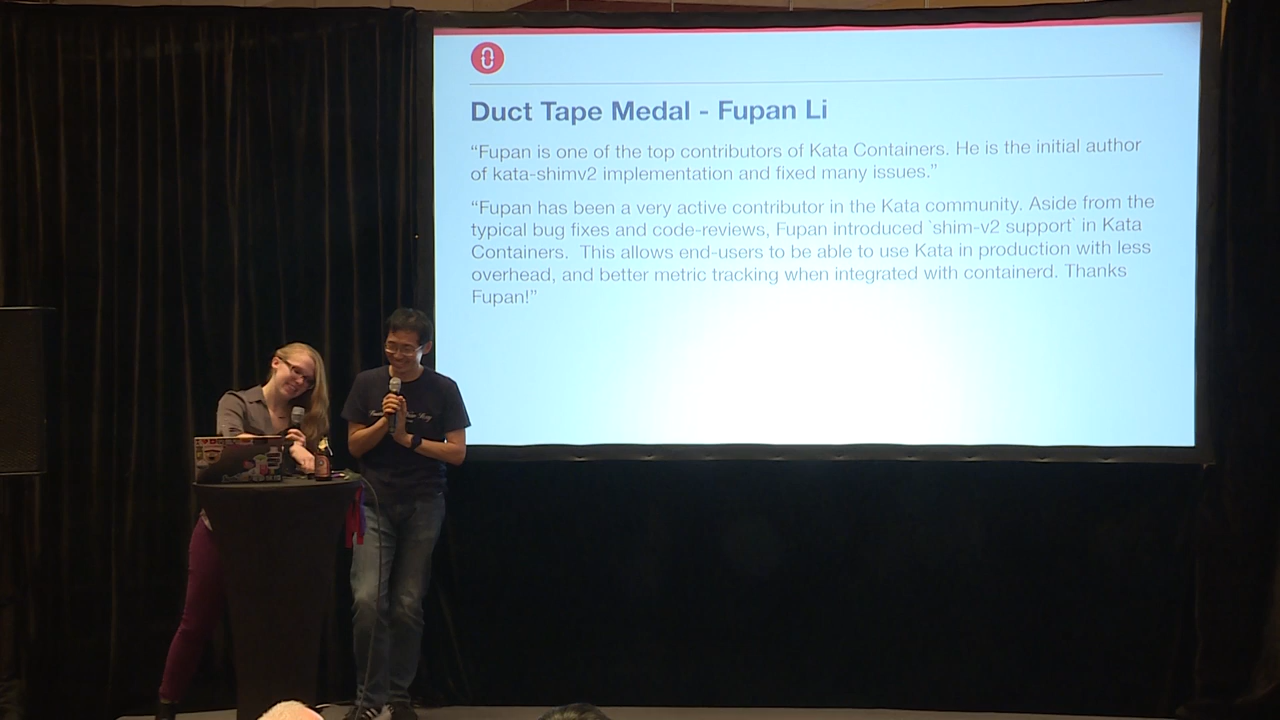 Duct Tape Medal - Fupan Li
“Fupan is one of the top contributors of Kata Containers. He is the initial author
of kata-shimv2 implementation and fixed many issues.”
“Fupan has been a very active contributor in the Kata community. Aside from the
typical bug fixes and code-reviews, Fupan introduced `shim-v2 support` in Kata
Containers.  This allows end-users to be able to use Kata in production with less
overhead, and better metric tracking when integrated with containerd. Thanks
Fupan!”